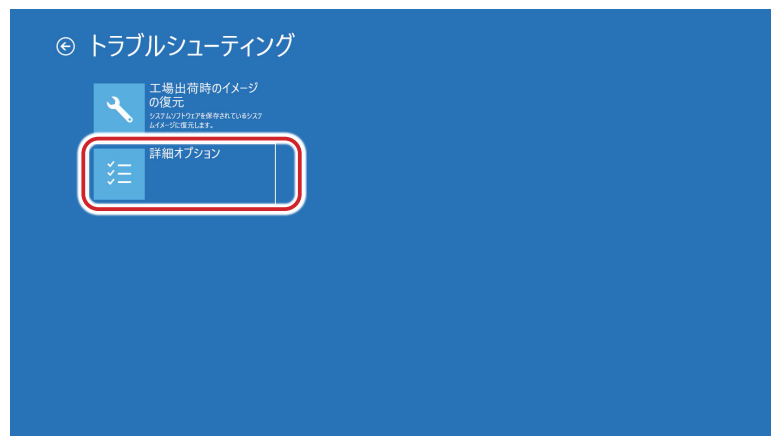 トラブルシューティング
工場出荷時のイメージ
の復元
システムソフトウェアを保存されているシステ
ムイメージに復元します。
詳細オプション